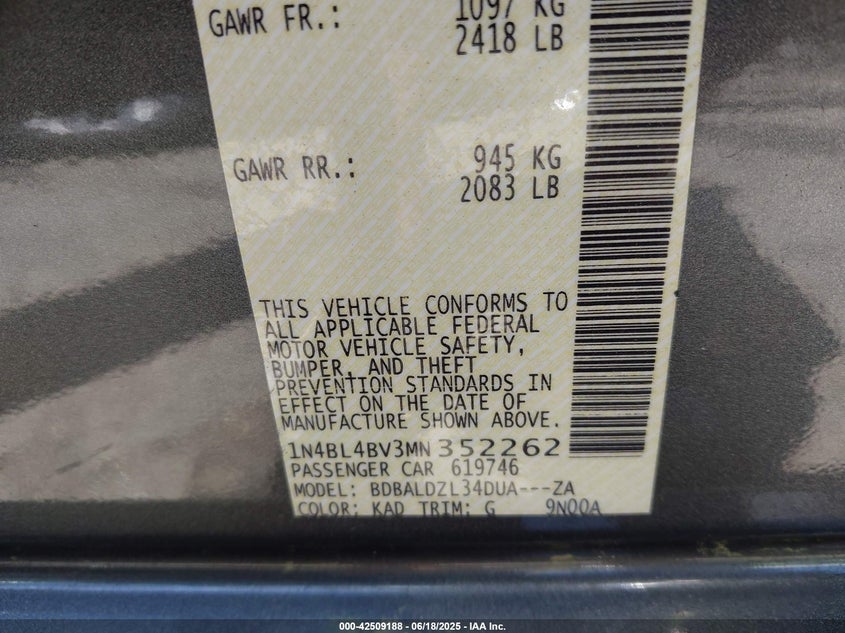 GAWR FR.: 1097 KG
2418 LB
GAWR RR.: 945 KG
2083 LB
THIS VEHICLE CONFORMS TO
ALL APPLICABLE FEDERAL
MOTOR VEHICLE SAFETY,
BUMPER, AND THEFT
PREVENTION STANDARDS IN
EFFECT ON THE DATE OF
MANUFACTURE SHOWN ABOVE.
1N4BL4BV3MN352262
PASSENGER CAR 619746
MODEL: BDBALDZL34DUA---ZA
COLOR: KAD TRIM: G 9N00A
000-42509188 - 06/18/2025 - IAA Inc.